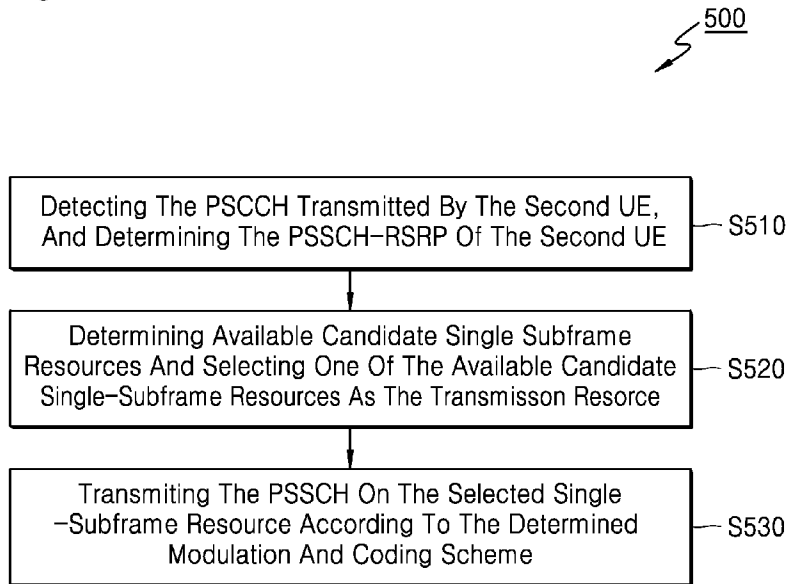 500
Detecting The PSCCH Transmitted By The Second UE,
And Determining The PSSCH-RSRP Of The Second UE
S510
Determining Available Candidate Single Subframe
Resources And Selecting One Of The Available Candidate
Single-Subframe Resources As The Transmisson Resorce
S520
Transmiting The PSSCH On The Selected Single
-Subframe Resource According To The Determined
Modulation And Coding Scheme
S530